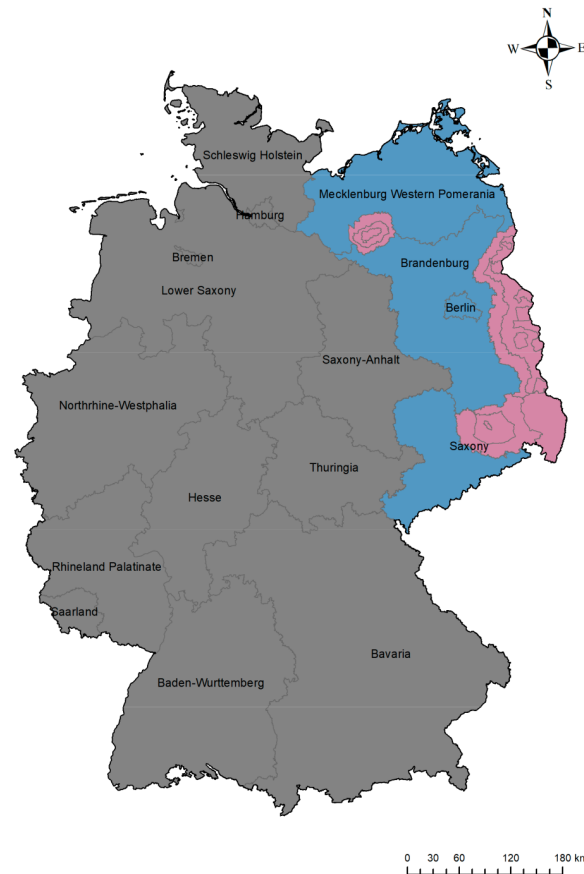 N
W
E
S
Schleswig Holstein
Mecklenburg Western Pomerania
Hamburg
Bremen
Brandenburg
Lower Saxony
Berlin
Saxony-Anhalt
Northrhine-Westphalia
Saxony
Thuringia
Hesse
Rhineland Palatinate
Saarland
Bavaria
Baden-Wurttemberg
0 30 60 120 180 km